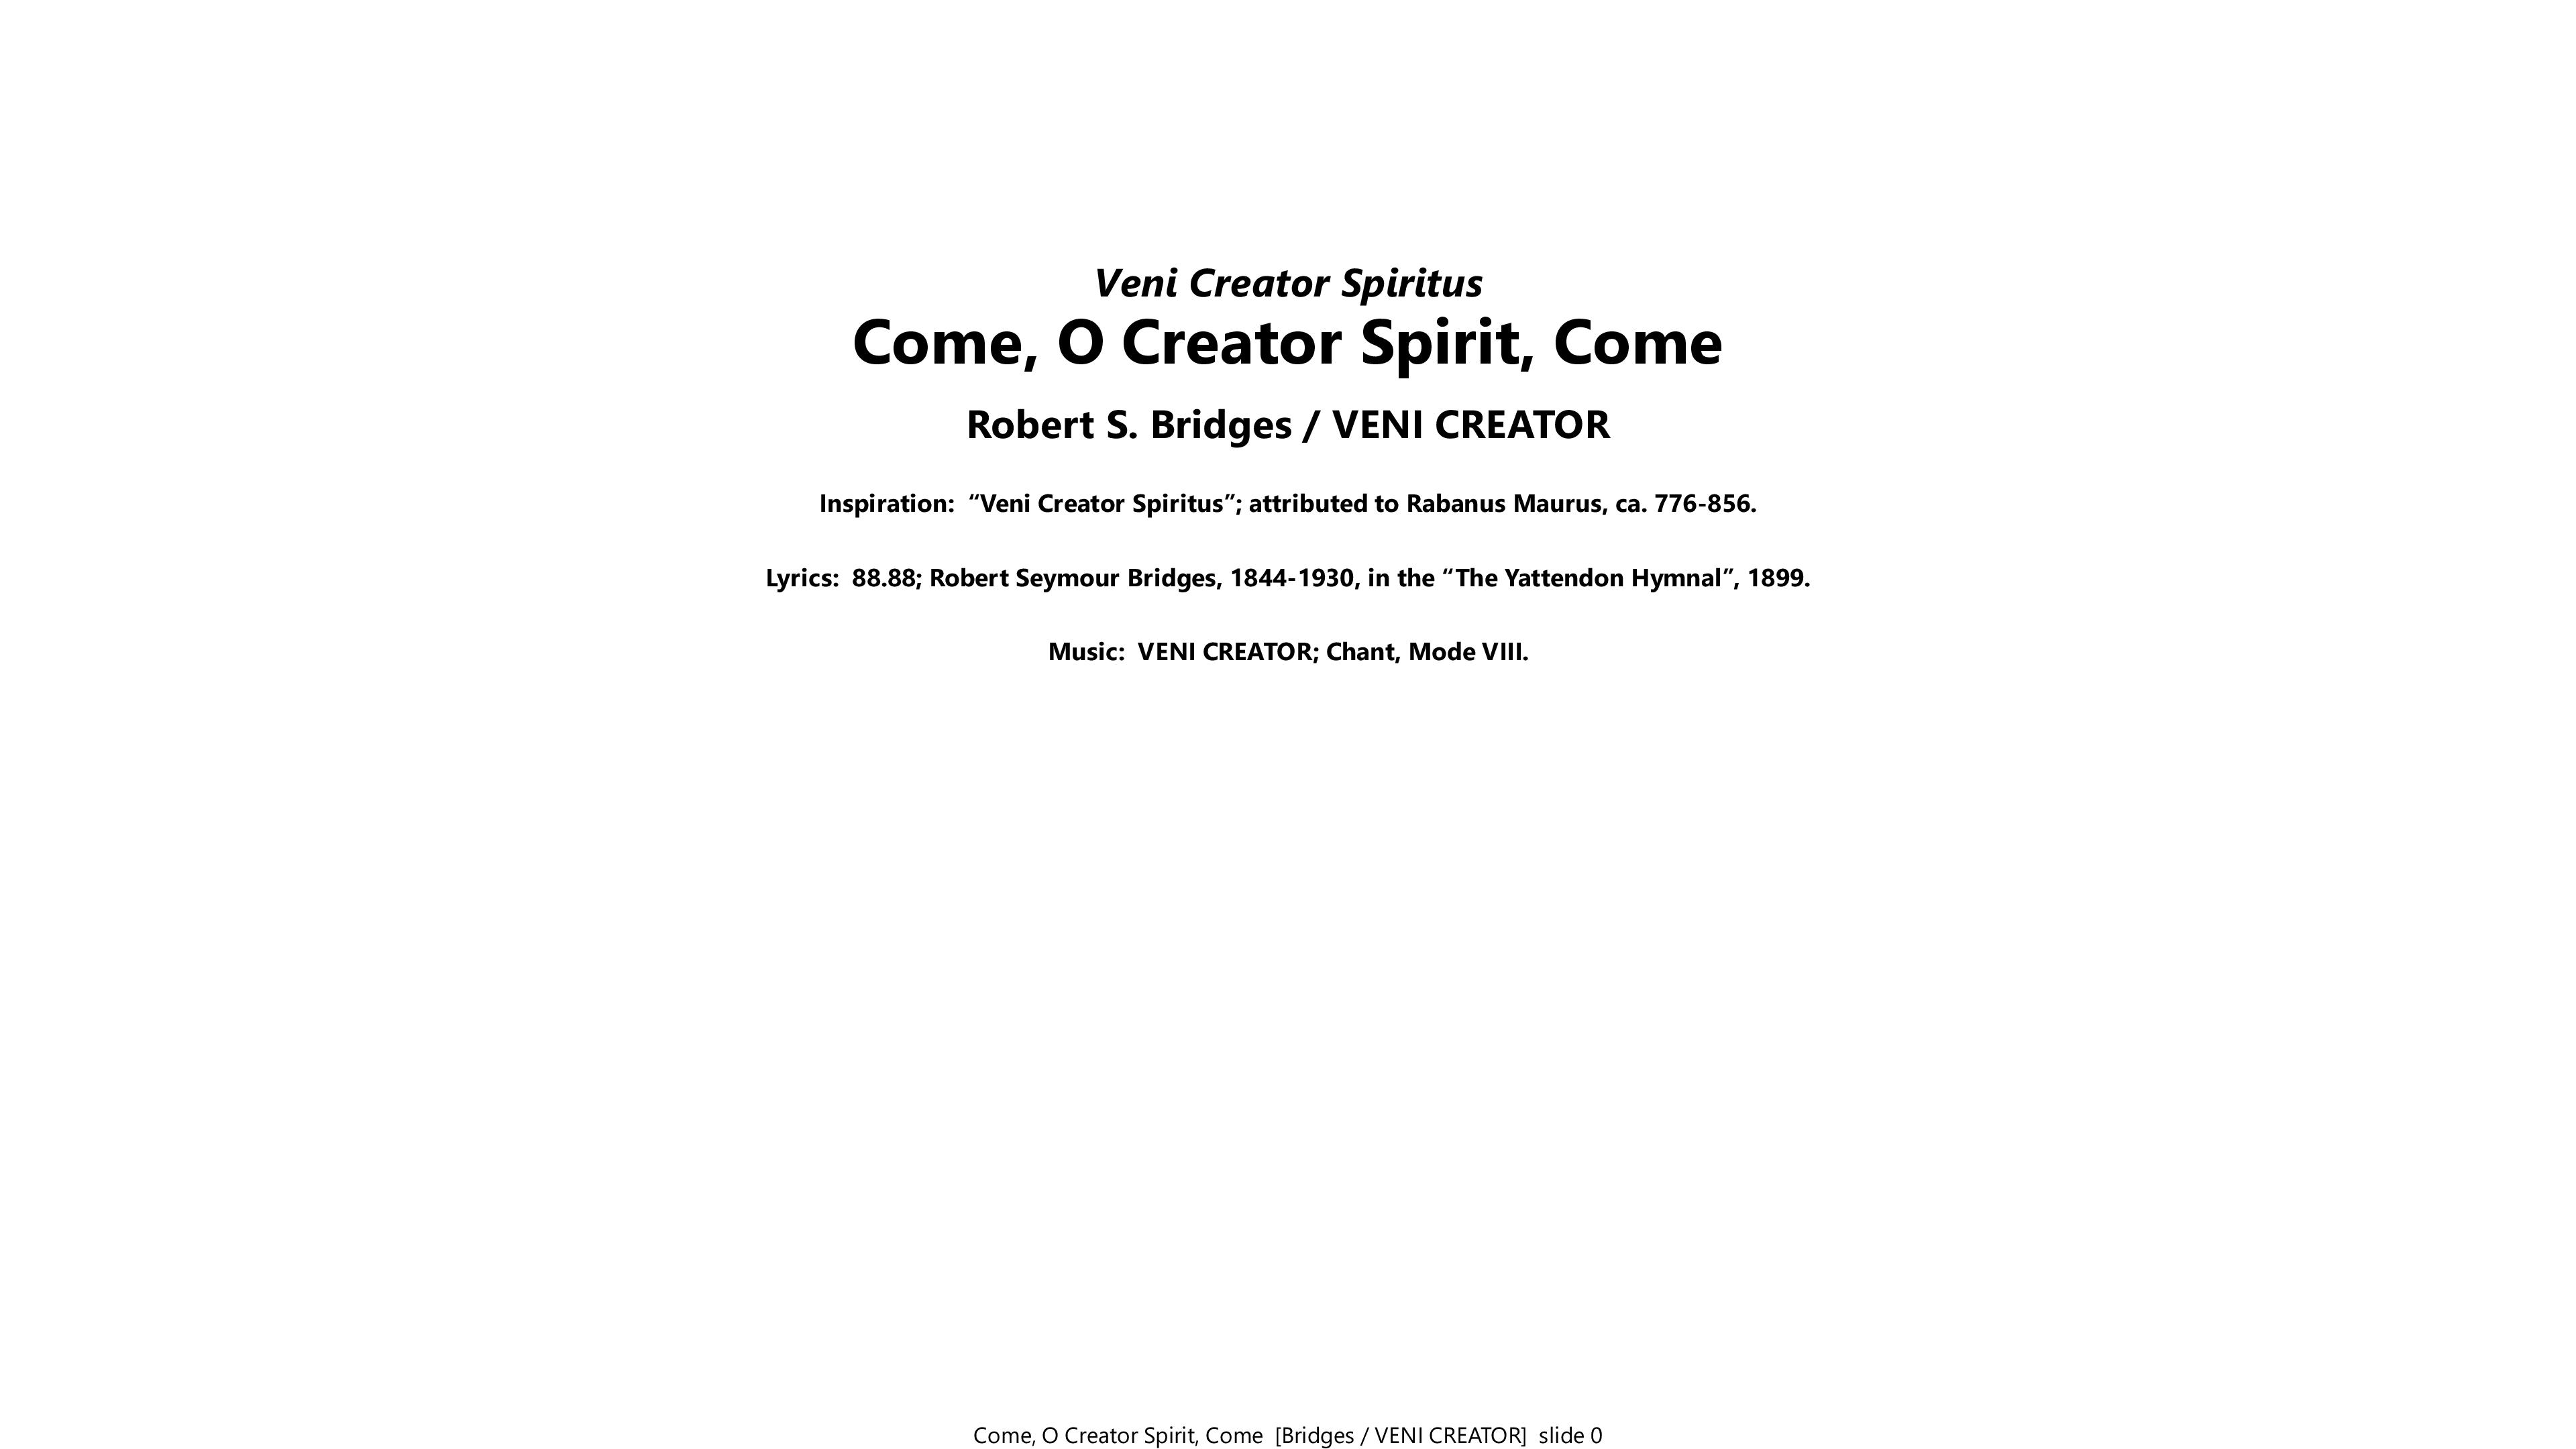 Veni Creator Spiritus
Come, O Creator Spirit, Come
Robert S. Bridges / VENI CREATOR
Inspiration:  “Veni Creator Spiritus”; attributed to Rabanus Maurus, ca. 776-856.
Lyrics:  88.88; Robert Seymour Bridges, 1844-1930, in the “The Yattendon Hymnal”, 1899.
Music:  VENI CREATOR; Chant, Mode VIII.
Come, O Creator Spirit, Come  [Bridges / VENI CREATOR]  slide 0